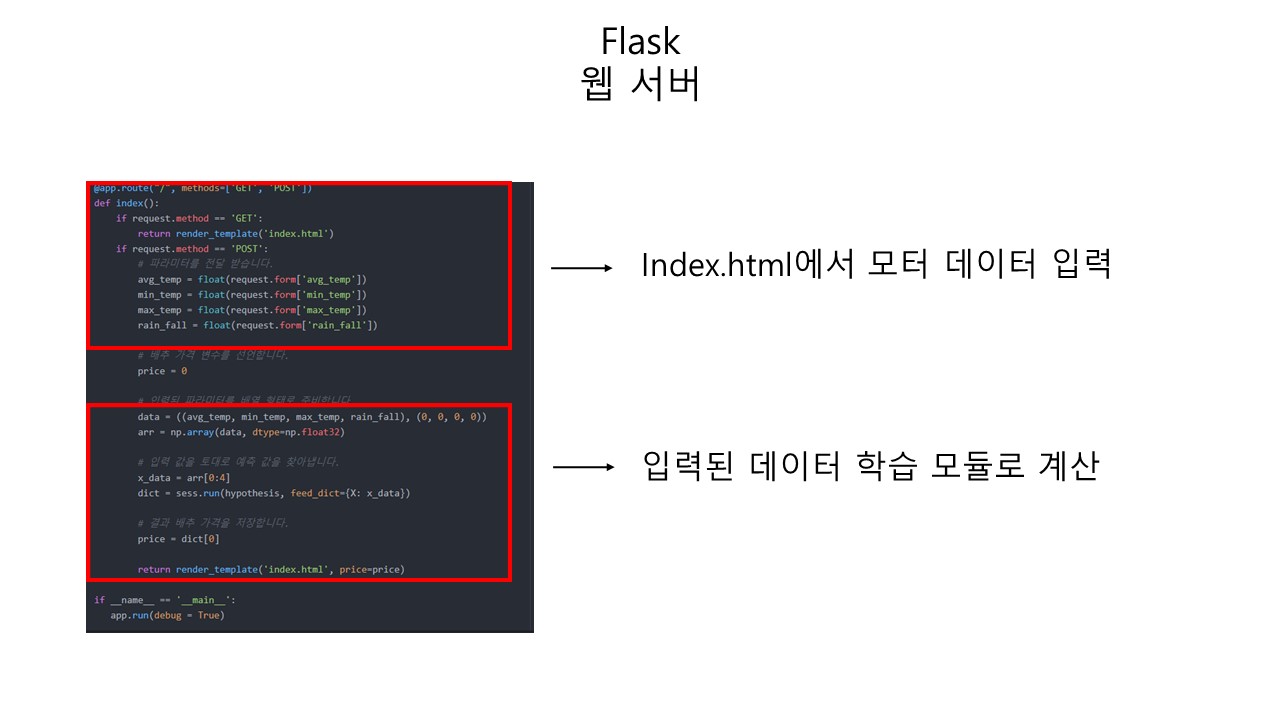 Flask
웹 서버
@app.route("/", methods=['GET', 'POST'])
def index():
    if request.method == 'GET':
        return render_template('index.html')
    if request.method == 'POST':
        # 파라미터를 전달 받습니다.
        avg_temp = float(request.form['avg_temp'])
        min_temp = float(request.form['min_temp'])
        max_temp = float(request.form['max_temp'])
        rain_fall = float(request.form['rain_fall'])
        # 배추 가격 변수를 선언합니다.
        price = 0
        # 입력된 파라미터를 배열 형태로 준비합니다.
        data = ((avg_temp, min_temp, max_temp, rain_fall), (0, 0, 0, 0))
        arr = np.array(data, dtype=np.float32)
        # 입력 값을 토대로 예측 값을 찾아냅니다.
        x_data = arr[0:4]
        dict = sess.run(hypothesis, feed_dict={X: x_data})
        # 결과 배추 가격을 저장합니다.
        price = dict[0]
        return render_template('index.html', price=price)
if __name__ == '__main__':
    app.run(debug = True)
Index.html에서 모터 데이터 입력
입력된 데이터 학습 모듈로 계산